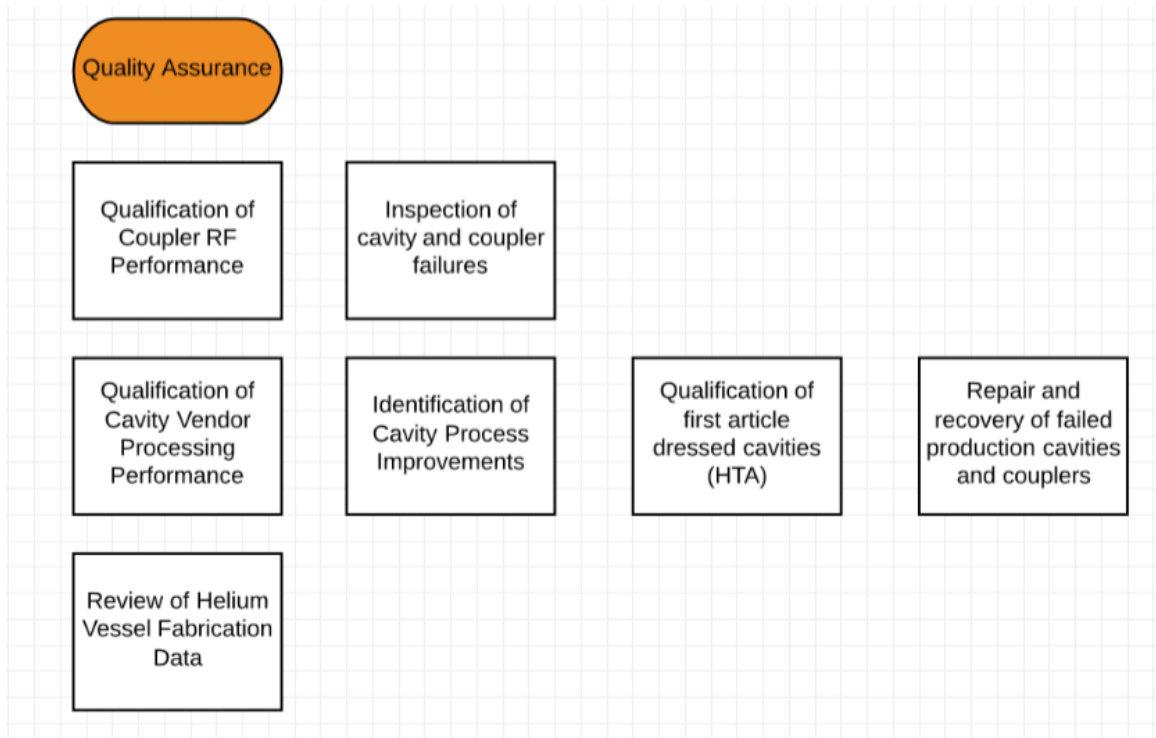 Quality Assurance
Qualification of
Coupler RF
Performance
Inspection of
cavity and coupler
failures
Qualification of
Cavity Vendor
Processing
Performance
Identification of
Cavity Process
Improvements
Qualification of
first article
dressed cavities
(HTA)
Repair and
recovery of failed
production cavities
and couplers
Review of Helium
Vessel Fabrication
Data